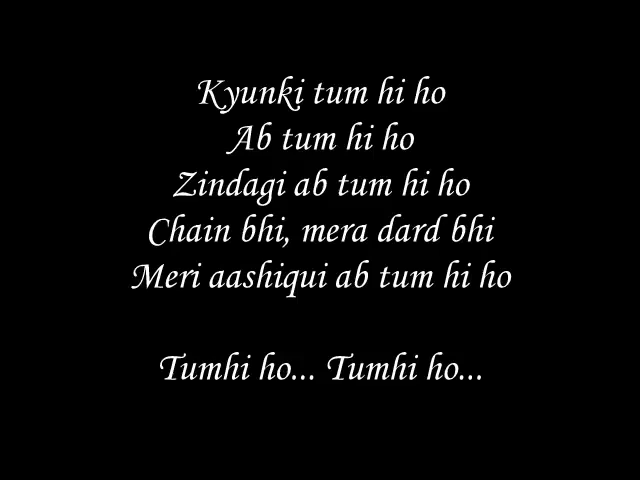 Kyunki tum hi ho
Ab tum hi ho
Zindagi ab tum hi ho
Chain bhi, mera dard bhi
Meri aashiqui ab tum hi ho
Tumhi ho... Tumhi ho...